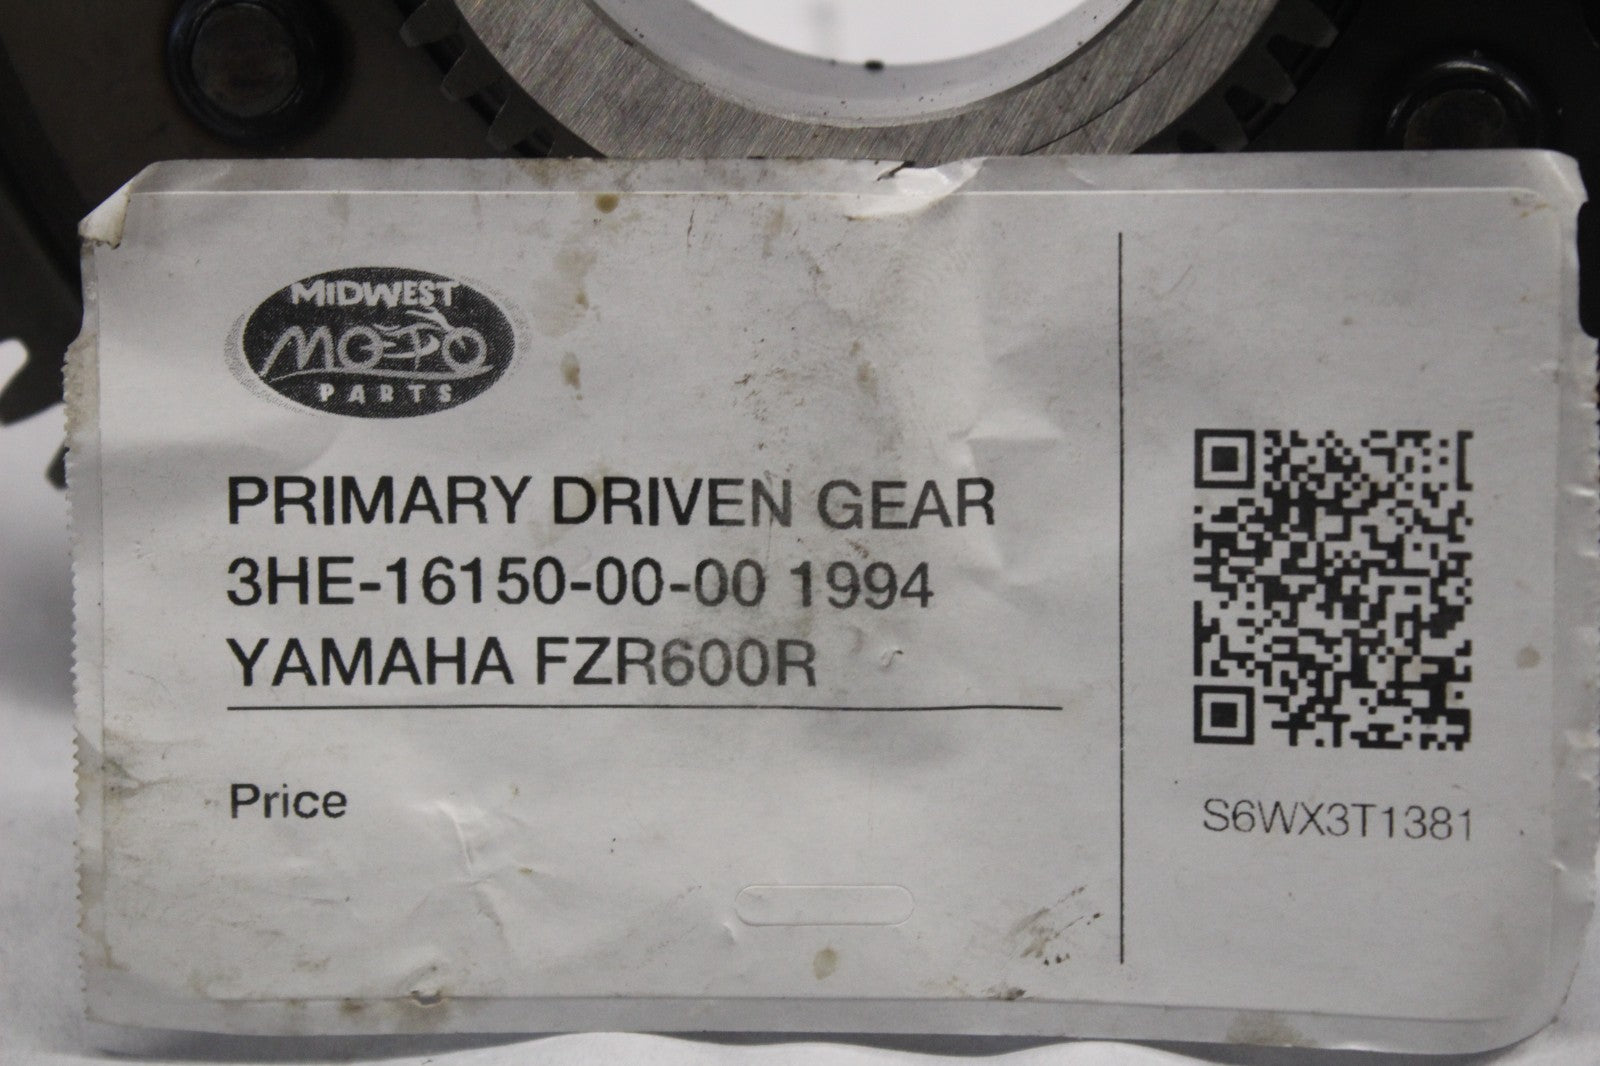 MIDWEST
MOTO
PARTS
PRIMARY DRIVEN GEAR
3HE-16150-00-00 1994
YAMAHA FZR600R
Price
S6WX3T1381